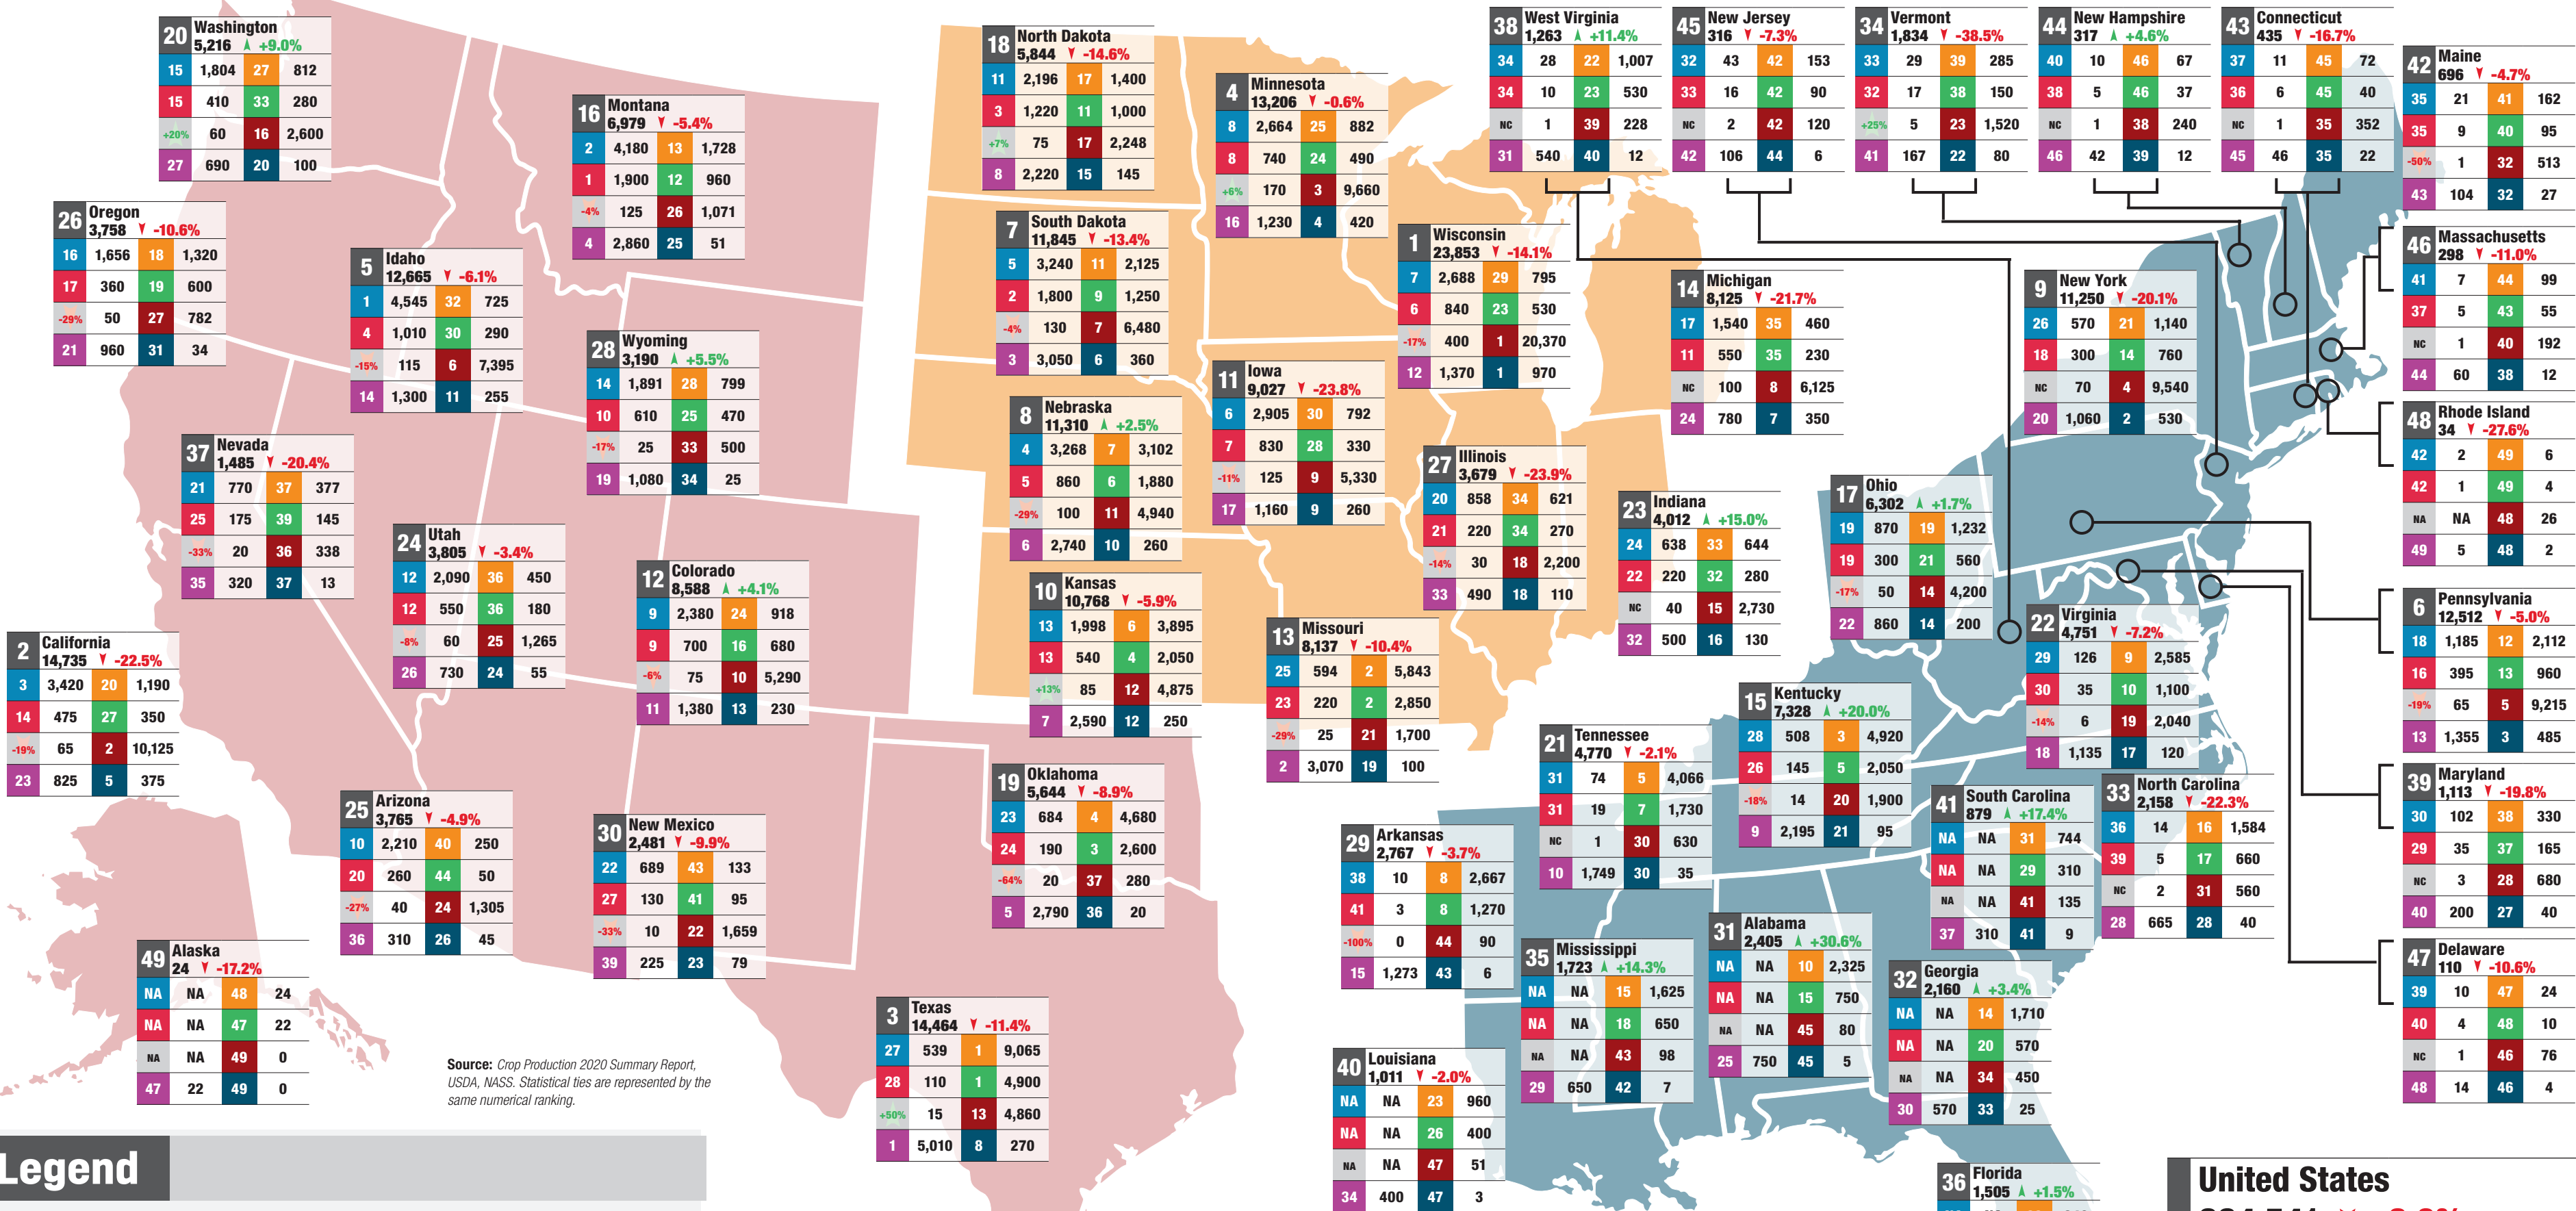 20 Washington
5,216 +9.0%
15 1,804 27 812
15 410 33 280
+20% 60 16 2,600
27 690 20 100
26 Oregon
3,758 -10.6%
16 1,656 18 1,320
17 360 19 600
-29% 50 27 782
21 960 31 34
16 Montana
6,979 -5.4%
2 4,180 13 1,728
1 1,900 12 960
-4% 125 26 1,071
4 2,860 25 51
5 Idaho
12,665 -6.1%
1 4,545 32 725
4 1,010 30 290
-15% 115 6 7,395
14 1,300 11 255
28 Wyoming
3,190 +5.5%
14 1,891 28 799
10 610 25 470
-17% 25 33 500
19 1,080 34 25
37 Nevada
1,485 -20.4%
21 770 37 377
25 175 39 145
-33% 20 36 338
35 320 37 13
24 Utah
3,805 -3.4%
12 2,090 36 450
12 550 36 180
-8% 60 25 1,265
26 730 24 55
12 Colorado
8,588 +4.1%
9 2,380 24 918
9 700 16 680
-6% 75 10 5,290
11 1,380 13 230
2 California
14,735 -22.5%
3 3,420 20 1,190
14 475 27 350
-19% 65 2 10,125
23 825 5 375
25 Arizona
3,765 -4.9%
10 2,210 40 250
20 260 44 50
-27% 40 24 1,305
36 310 26 45
30 New Mexico
2,481 -9.9%
22 689 43 133
27 130 41 95
-33% 10 22 1,659
39 225 23 79
49 Alaska
24 -17.2%
NA NA 48 24
NA NA 47 22
NA NA 49 0
47 22 49 0
Source: Crop Production 2020 Summary Report,
USDA, NASS. Statistical ties are represented by the
same numerical ranking.
Legend
18 North Dakota
5,844 -14.6%
11 2,196 17 1,400
3 1,220 11 1,000
+7% 75 17 2,248
8 2,220 15 145
4 Minnesota
13,206 -0.6%
8 2,664 25 882
8 740 24 490
+6% 170 3 9,660
16 1,230 4 420
7 South Dakota
11,845 -13.4%
5 3,240 11 2,125
2 1,800 9 1,250
-4% 130 7 6,480
3 3,050 6 360
1 Wisconsin
23,853 -14.1%
7 2,688 29 795
6 840 23 530
-17% 400 1 20,370
12 1,370 1 970
8 Nebraska
11,310 +2.5%
4 3,268 7 3,102
5 860 6 1,880
-29% 100 11 4,940
6 2,740 10 260
11 Iowa
9,027 -23.8%
6 2,905 30 792
7 830 28 330
-11% 125 9 5,330
17 1,160 9 260
14 Michigan
8,125 -21.7%
17 1,540 35 460
11 550 35 230
NC 100 8 6,125
24 780 7 350
27 Illinois
3,679 -23.9%
20 858 34 621
21 220 34 270
-14% 30 18 2,200
33 490 18 110
23 Indiana
4,012 +15.0%
24 638 33 644
22 220 32 280
NC 40 15 2,730
32 500 16 130
10 Kansas
10,768 -5.9%
13 1,998 6 3,895
13 540 4 2,050
+13% 85 12 4,875
7 2,590 12 250
13 Missouri
8,137 -10.4%
25 594 2 5,843
23 220 2 2,850
-29% 25 21 1,700
2 3,070 19 100
19 Oklahoma
5,644 -8.9%
23 684 4 4,680
24 190 3 2,600
-64% 20 37 280
5 2,790 36 20
3 Texas
14,464 -11.4%
27 539 1 9,065
28 110 1 4,900
+50% 15 13 4,860
1 5,010 8 270
38 West Virginia
1,263 +11.4%
34 28 22 1,007
34 10 23 530
NC 1 39 228
31 540 40 12
45 New Jersey
316 -7.3%
32 43 42 153
33 16 42 90
NC 2 42 120
42 106 44 6
34 Vermont
1,834 -38.5%
33 29 39 285
32 17 38 150
+25% 5 23 1,520
41 167 22 80
44 New Hampshire
317 +4.6%
40 10 46 67
38 5 46 37
NC 1 38 240
46 42 39 12
43 Connecticut
435 -16.7%
37 11 45 72
36 6 45 40
NC 1 35 352
45 46 35 22
42 Maine
696 -4.7%
35 21 41 162
35 9 40 95
-50% 1 32 513
43 104 32 27
46 Massachusetts
298 -11.0%
41 7 44 99
37 5 43 55
NC 1 40 192
44 60 38 12
9 New York
11,250 -20.1%
26 570 21 1,140
18 300 14 760
NC 70 4 9,540
20 1,060 2 530
48 Rhode Island
34 -27.6%
42 2 49 6
42 1 49 4
NA NA 48 26
49 5 48 2
17 Ohio
6,302 +1.7%
19 870 19 1,232
19 300 21 560
-17% 50 14 4,200
22 860 14 200
6 Pennsylvania
12,512 -5.0%
18 1,185 12 2,112
16 395 13 960
-19% 65 5 9,215
13 1,355 3 485
22 Virginia
4,751 -7.2%
29 126 9 2,585
30 35 10 1,100
-14% 6 19 2,040
18 1,135 17 120
15 Kentucky
7,328 +20.0%
28 508 3 4,920
26 145 5 2,050
-18% 14 20 1,900
9 2,195 21 95
21 Tennessee
4,770 -2.1%
31 74 5 4,066
31 19 7 1,730
NC 1 30 630
10 1,749 30 35
39 Maryland
1,113 -19.8%
30 102 38 330
29 35 37 165
NC 3 28 680
40 200 27 40
33 North Carolina
2,158 -22.3%
36 14 16 1,584
39 5 17 660
NC 2 31 560
28 665 28 40
41 South Carolina
879 +17.4%
NA NA 31 744
NA NA 29 310
NA NA 41 135
37 310 41 9
29 Arkansas
2,767 -3.7%
38 10 8 2,667
41 3 8 1,270
-100% 0 44 90
15 1,273 43 6
35 Mississippi
1,723 +14.3%
NA NA 15 1,625
NA NA 18 650
NA NA 43 98
29 650 42 7
31 Alabama
2,405 +30.6%
NA NA 10 2,325
NA NA 15 750
NA NA 45 80
25 750 45 5
32 Georgia
2,160 +3.4%
NA NA 14 1,710
NA NA 20 570
NA NA 34 450
30 570 33 25
47 Delaware
110 -10.6%
39 10 47 24
40 4 48 10
NC 1 46 76
48 14 46 4
40 Louisiana
1,011 -2.0%
NA NA 23 960
NA NA 26 400
NA NA 47 51
34 400 47 3
36 Florida
1,505 +1.5%
United States